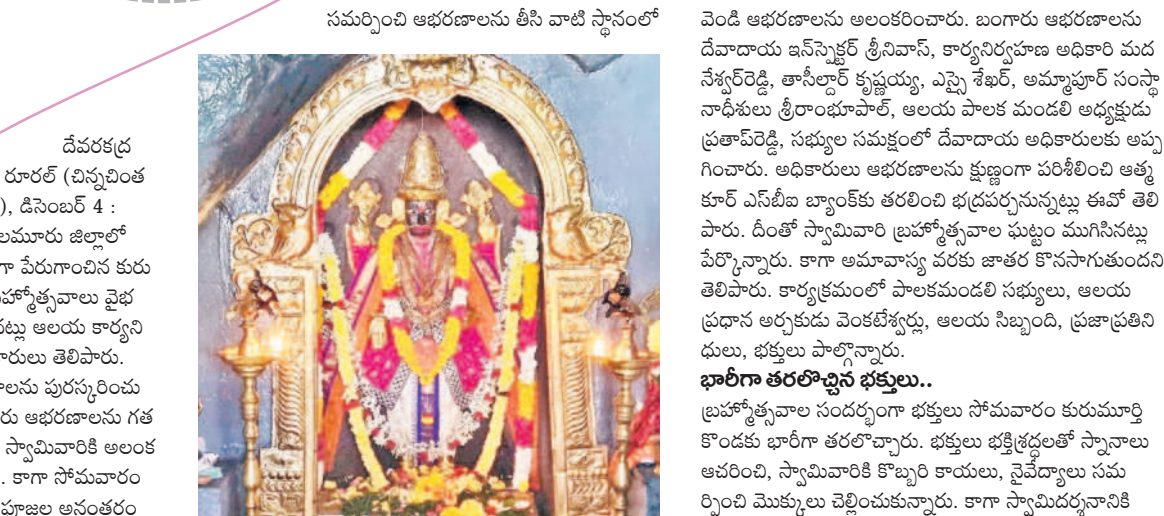 దేవరకద్ర
రూరల్ (చిన్నచింత
), డిసెంబర్ 4 :
లమూరు జిల్లాలో
గా పేరుగాంచిన కురు
హ్మోత్సవాలు వైభ
నట్లు ఆలయ కార్యని
ారులు తెలిపారు.
ాలను పురస్కరించు
రు ఆభరణాలను గత
స్వామివారికి అలంక
. కాగా సోమవారం
పూజల అనంతరం
సమర్పించి ఆభరణాలను తీసి వాటి స్థానంలో
వెండి ఆభరణాలను అలంకరించారు. బంగారు ఆభరణాలను
దేవాదాయ ఇన్‌స్పెక్టర్ శ్రీనివాస్, కార్యనిర్వహణ అధికారి మద
నేశ్వర్‌రెడ్డి, తాసీల్దార్ కృష్ణయ్య, ఎస్సై శేఖర్, అమ్మాపూర్ సంస్థా
నాధీశులు శ్రీరాంభూపాల్, ఆలయ పాలక మండలి అధ్యక్షుడు
ప్రతాప్‌రెడ్డి, సభ్యుల సమక్షంలో దేవాదాయ అధికారులకు అప్ప
గించారు. అధికారులు ఆభరణాలను క్షుణ్ణంగా పరిశీలించి ఆత్మ
కూర్ ఎస్‌బీఐ బ్యాంక్‌కు తరలించి భద్రపర్చనున్నట్లు ఈవో తెలి
పారు. దీంతో స్వామివారి బ్రహ్మోత్సవాల ఘట్టం ముగిసినట్లు
పేర్కొన్నారు. కాగా అమావాస్య వరకు జాతర కొనసాగుతుందని
తెలిపారు. కార్యక్రమంలో పాలకమండలి సభ్యులు, ఆలయ
ప్రధాన అర్చకుడు వెంకటేశ్వర్లు, ఆలయ సిబ్బంది, ప్రజాప్రతిని
ధులు, భక్తులు పాల్గొన్నారు.
భారీగా తరలొచ్చిన భక్తులు..
బ్రహ్మోత్సవాల సందర్భంగా భక్తులు సోమవారం కురుమూర్తి
కొండకు భారీగా తరలొచ్చారు. భక్తులు భక్తిశ్రద్ధలతో స్నానాలు
ఆచరించి, స్వామివారికి కొబ్బరి కాయలు, నైవేద్యాలు సమ
ర్పించి మొక్కులు చెల్లించుకున్నారు. కాగా స్వామిదర్శనానికి